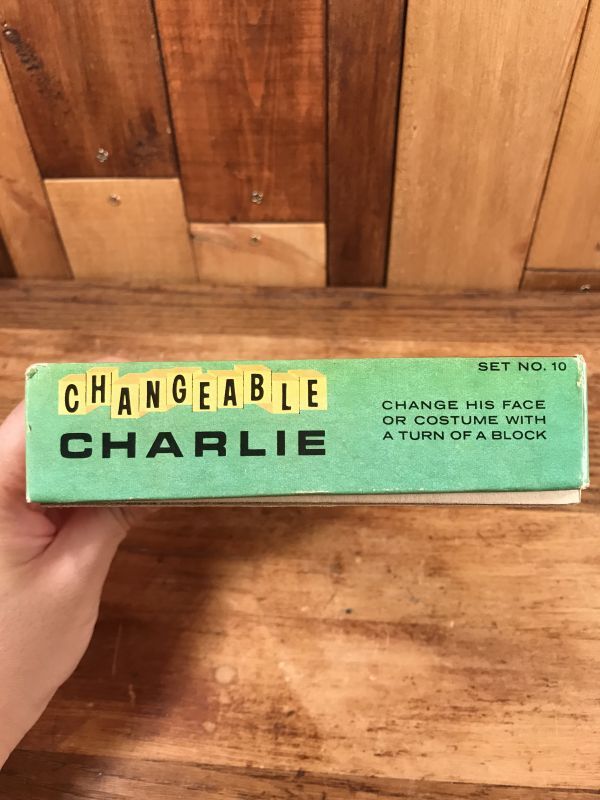 CHANGEABLE
CHARLIE
SET NO. 10
CHANGE HIS FACE
OR COSTUME WITH
A TURN OF A BLOCK